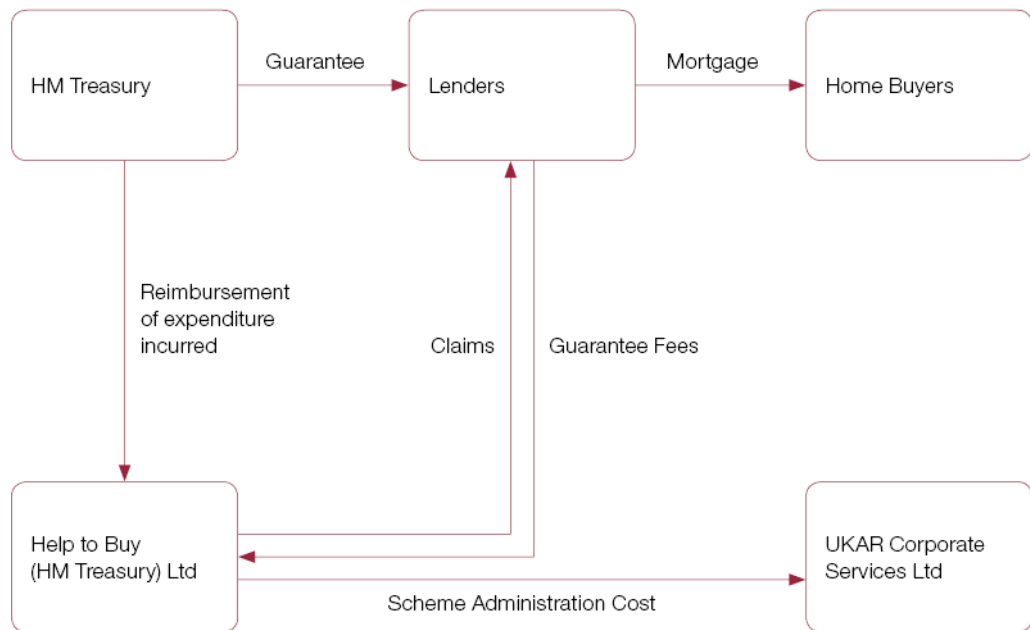 Guarantee
Mortgage
HM Treasury
Lenders
Home Buyers
Reimbursement
of expenditure
incurred
Claims
Guarantee Fees
Help to Buy
(HM Treasury) Ltd
UKAR Corporate
Services Ltd
Scheme Administration Cost